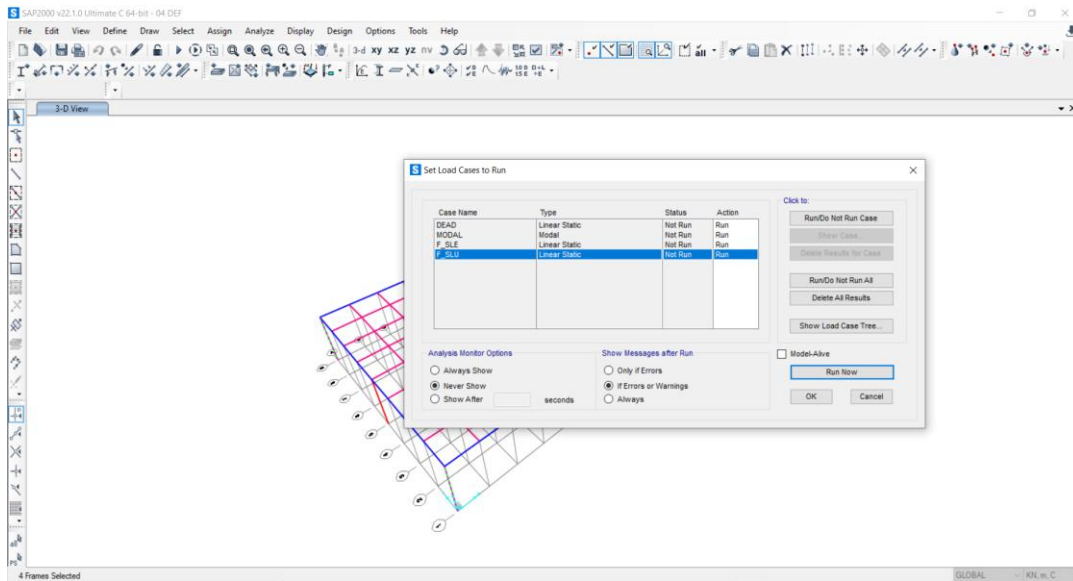 SAP2000 v22.1.0 Ultimate C 64-bit - 04 DEF
File Edit View Define Draw Select Assign Analyze Display Design Options Tools Help
3-d xy xz yz nv
all
3-D View
Set Load Cases to Run
Click to:
Case Name Type Status Action
DEAD Linear Static Not Run Run
MODAL Modal Not Run Run
F_SLE Linear Static Not Run Run
F_SLU Linear Static Not Run Run
Run/Do Not Run Case
Show Case...
Delete Results for Case
Run/Do Not Run All
Delete All Results
Show Load Case Tree...
Analysis Monitor Options
Always Show
Never Show
Show After seconds
Show Messages after Run
Only if Errors
If Errors or Warnings
Always
Model-Alive
Run Now
OK Cancel
4 Frames Selected
GLOBAL KN, m, C